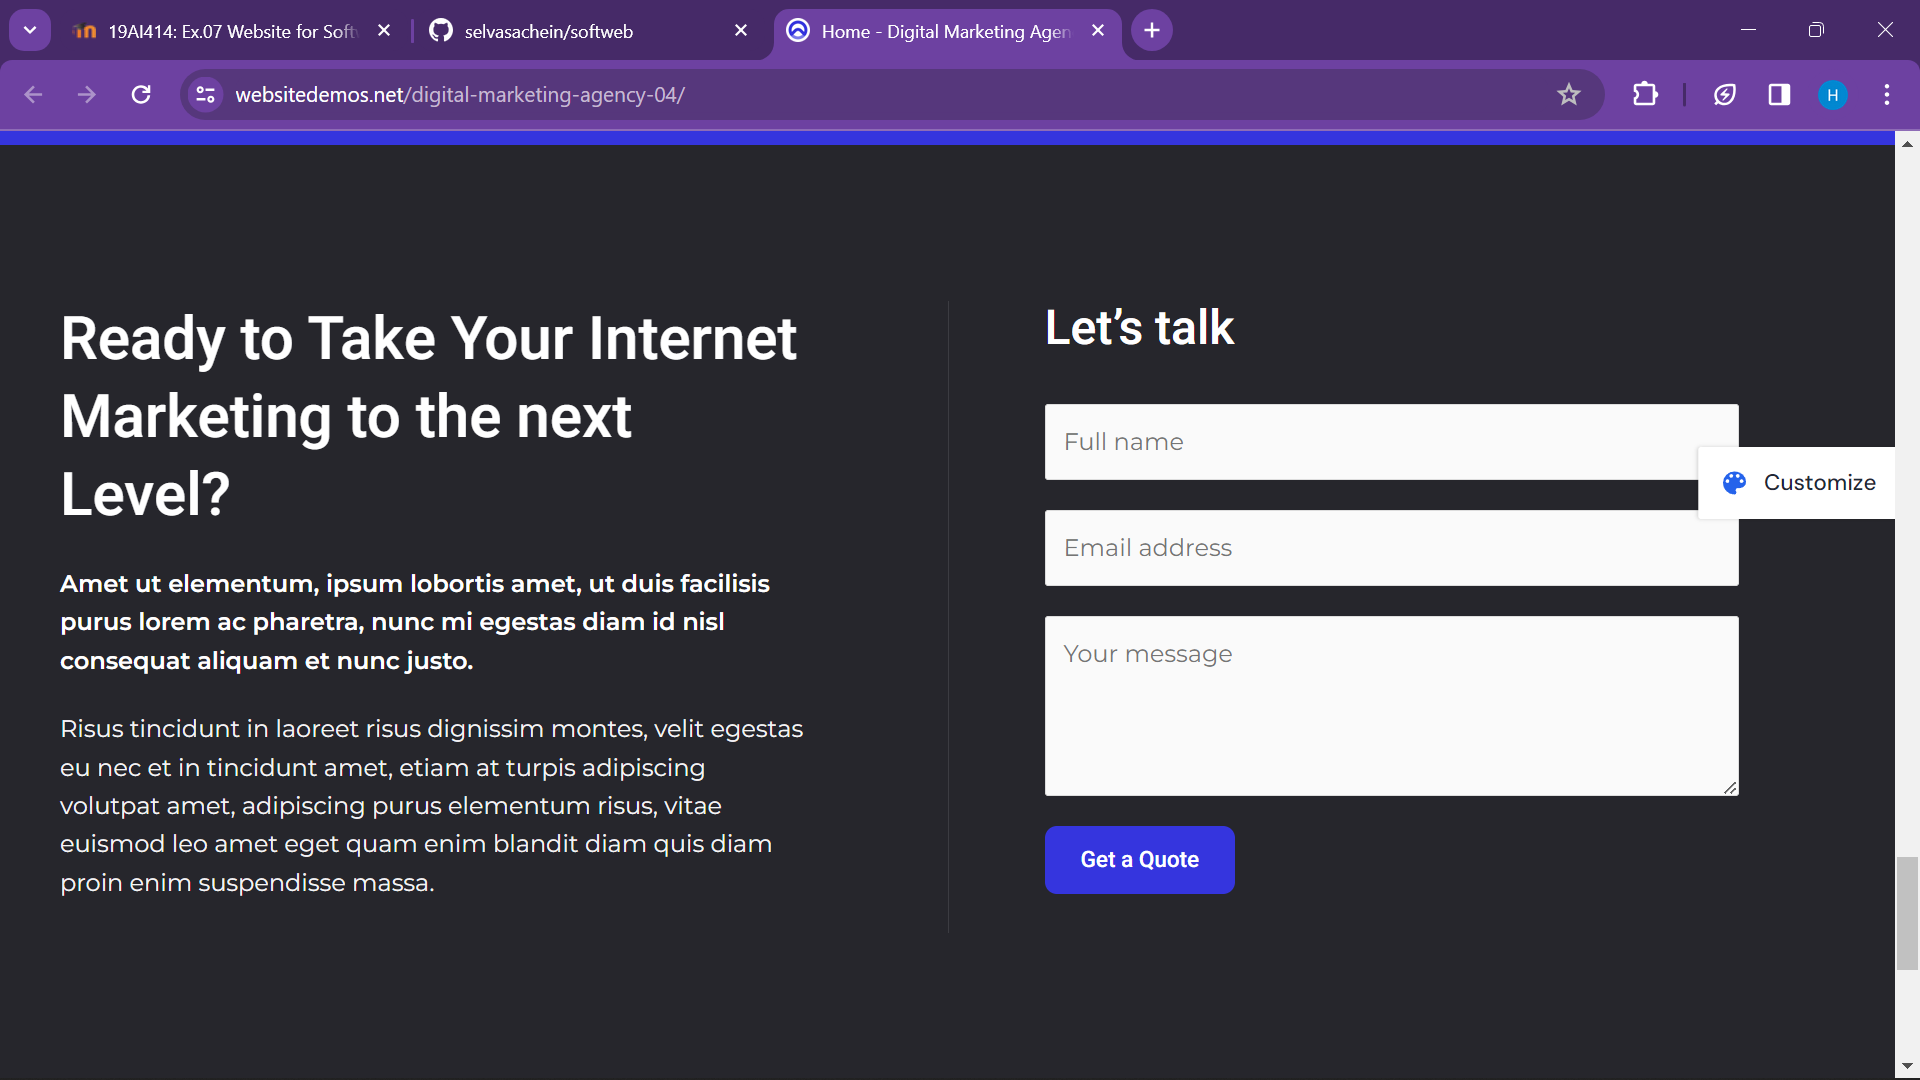 19AI414: Ex.07 Website for Soft
selvasachein/softweb
Home - Digital Marketing Agen
websitedemos.net/digital-marketing-agency-04/
H
Ready to Take Your Internet
Marketing to the next
Level?
Amet ut elementum, ipsum lobortis amet, ut duis facilisis
purus lorem ac pharetra, nunc mi egestas diam id nisl
consequat aliquam et nunc justo.
Risus tincidunt in laoreet risus dignissim montes, velit egestas
eu nec et in tincidunt amet, etiam at turpis adipiscing
volutpat amet, adipiscing purus elementum risus, vitae
euismod leo amet eget quam enim blandit diam quis diam
proin enim suspendisse massa.
Let’s talk
Full name
Customize
Email address
Your message
Get a Quote